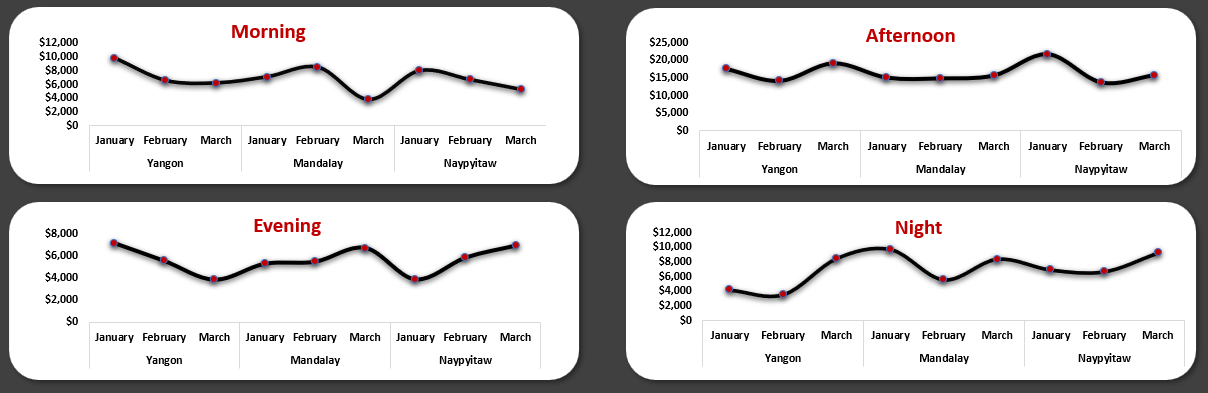 Morning
$12,000
$10,000
$8,000
$6,000
$4,000
$2,000
$0
January February March January February March January February March
Yangon Mandalay Naypyitaw
Afternoon
$25,000
$20,000
$15,000
$10,000
$5,000
$0
January February March January February March January February March
Yangon Mandalay Naypyitaw
Evening
$8,000
$6,000
$4,000
$2,000
$0
January February March January February March January February March
Yangon Mandalay Naypyitaw
Night
$12,000
$10,000
$8,000
$6,000
$4,000
$2,000
$0
January February March January February March January February March
Yangon Mandalay Naypyitaw